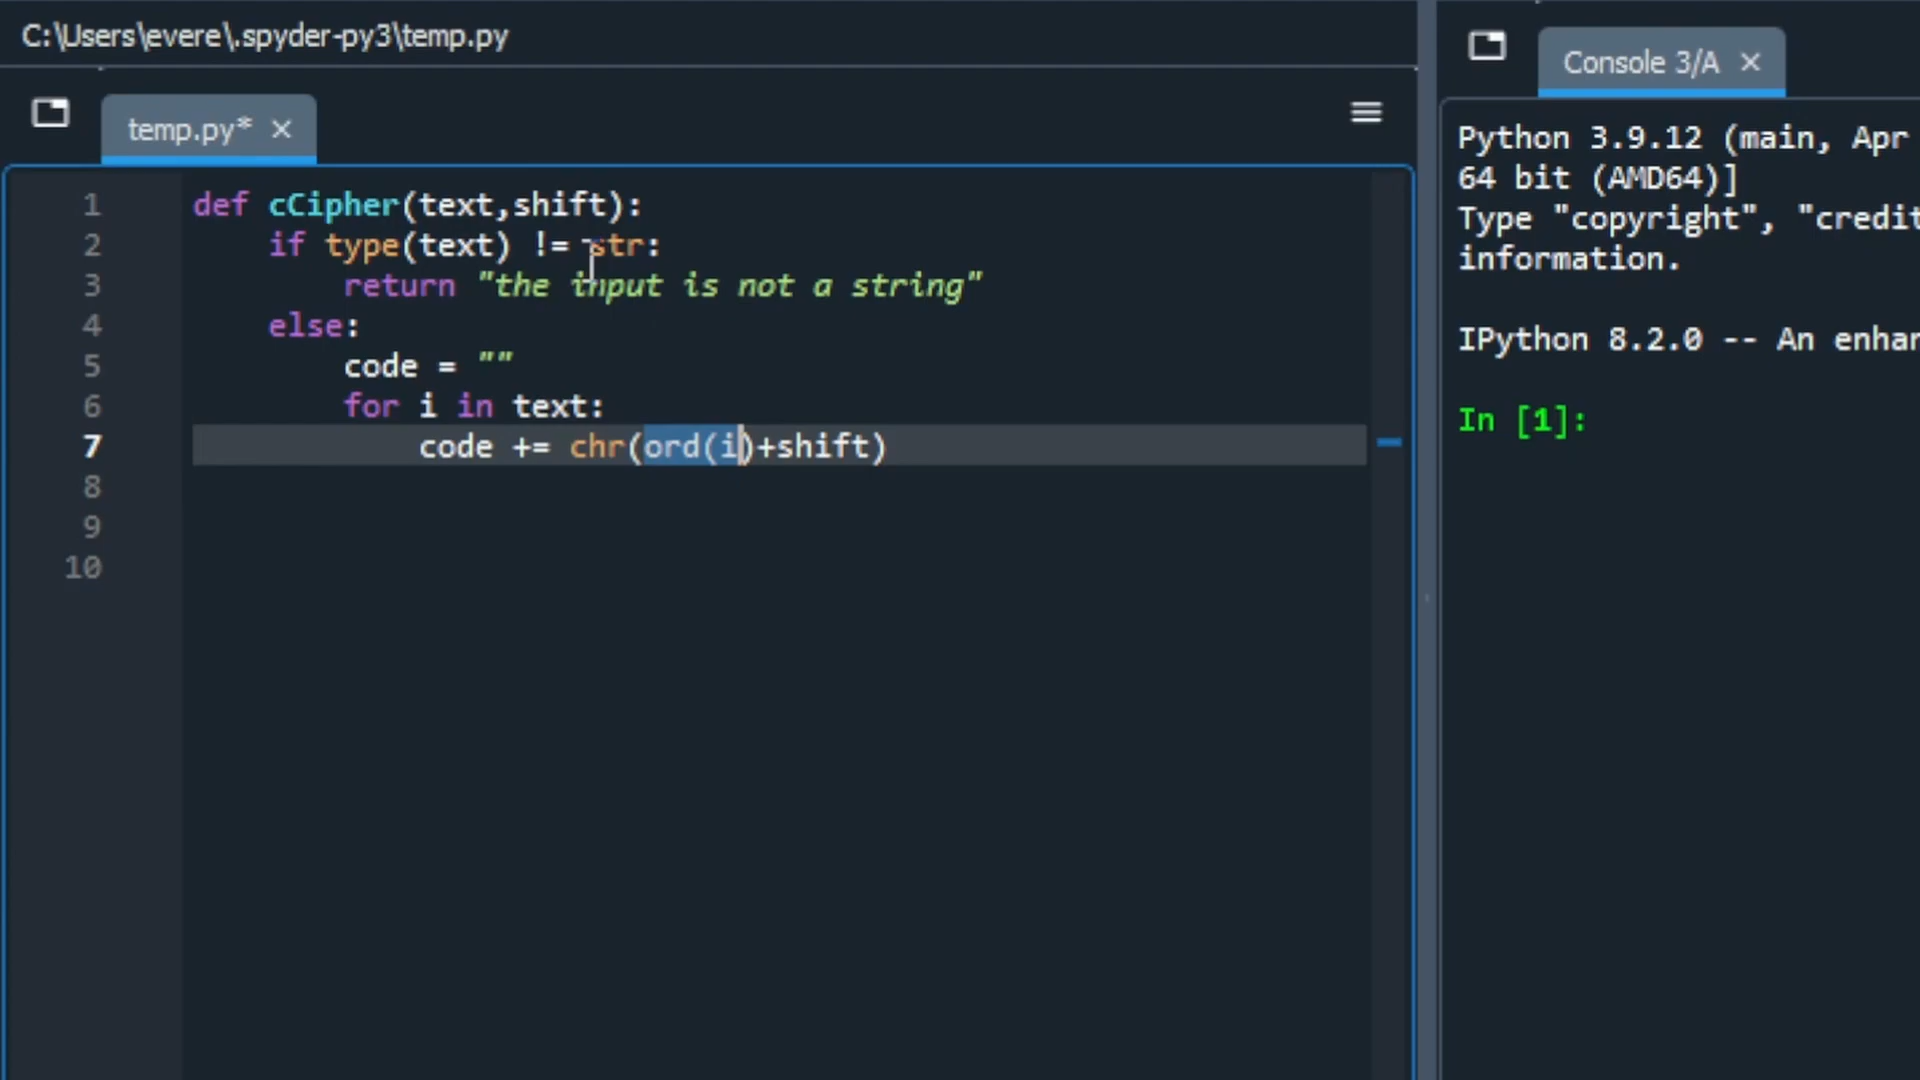 C:\Users\evere\.spyder-py3\temp.py
temp.py*
1 def cCipher(text,shift):
2 if type(text) != str:
3 return "the input is not a string"
4 else:
5 code = ""
6 for i in text:
7 code += chr(ord(i)+shift)
8
9
10
Console 3/A
Python 3.9.12 (main, Apr
64 bit (AMD64)]
Type "copyright", "credit
information.
IPython 8.2.0 -- An enhan
In [1]: